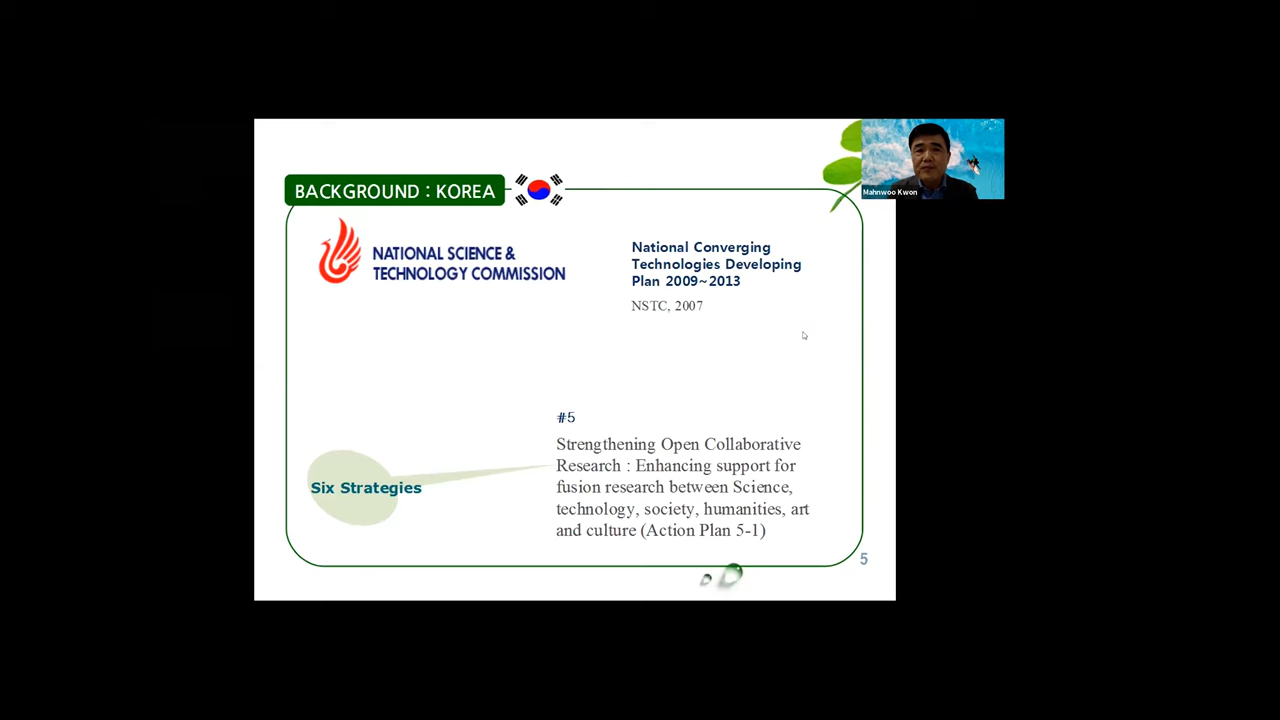 BACKGROUND : KOREA
Mahnwoo Kwon
NATIONAL SCIENCE &
TECHNOLOGY COMMISSION
National Converging
Technologies Developing
Plan 2009~2013
NSTC, 2007
#5
Strengthening Open Collaborative
Research : Enhancing support for
fusion research between Science,
technology, society, humanities, art
and culture (Action Plan 5-1)
Six Strategies
5